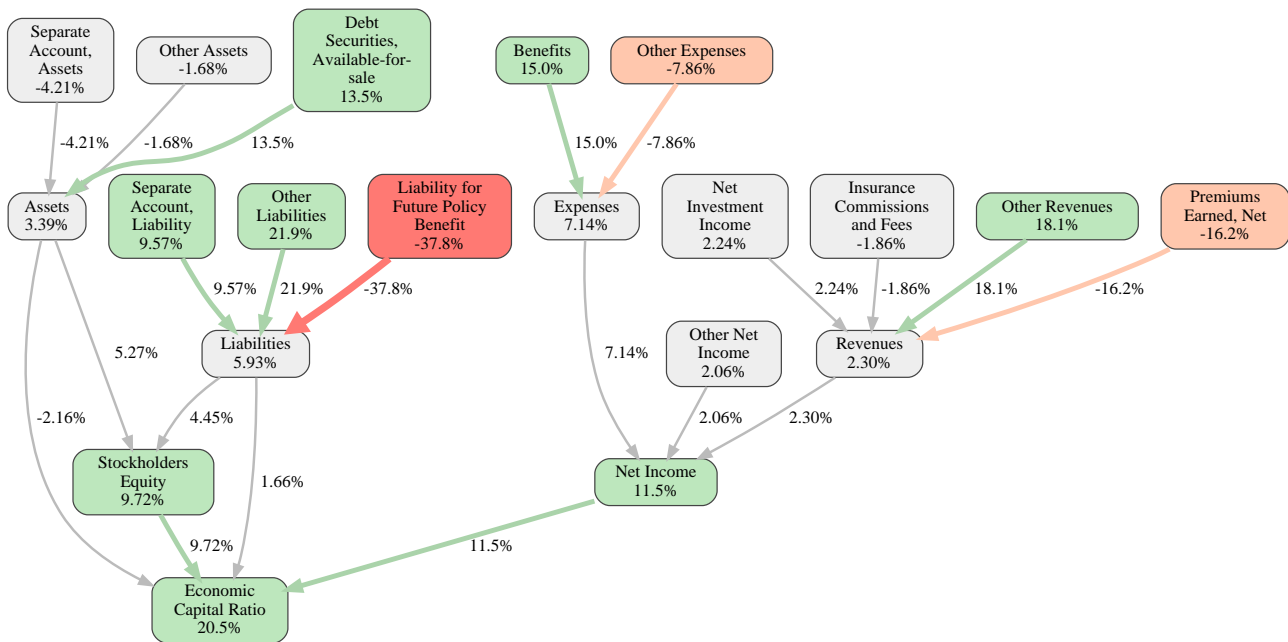 Separate
Account,
Assets
-4.21%
Other Assets
-1.68%
Debt
Securities,
Available-for-
sale
13.5%
Benefits
15.0%
Other Expenses
-7.86%
-4.21%
-1.68%
13.5%
15.0%
-7.86%
Assets
3.39%
Separate
Account,
Liability
9.57%
Other
Liabilities
21.9%
Liability for
Future Policy
Benefit
-37.8%
Expenses
7.14%
Net
Investment
Income
2.24%
Insurance
Commissions
and Fees
-1.86%
Other Revenues
18.1%
Premiums
Earned, Net
-16.2%
9.57%
21.9%
-37.8%
2.24%
-1.86%
18.1%
-16.2%
5.27%
Liabilities
5.93%
7.14%
Other Net
Income
2.06%
Revenues
2.30%
-2.16%
4.45%
2.06%
2.30%
Stockholders
Equity
9.72%
1.66%
Net Income
11.5%
9.72%
11.5%
Economic
Capital Ratio
20.5%